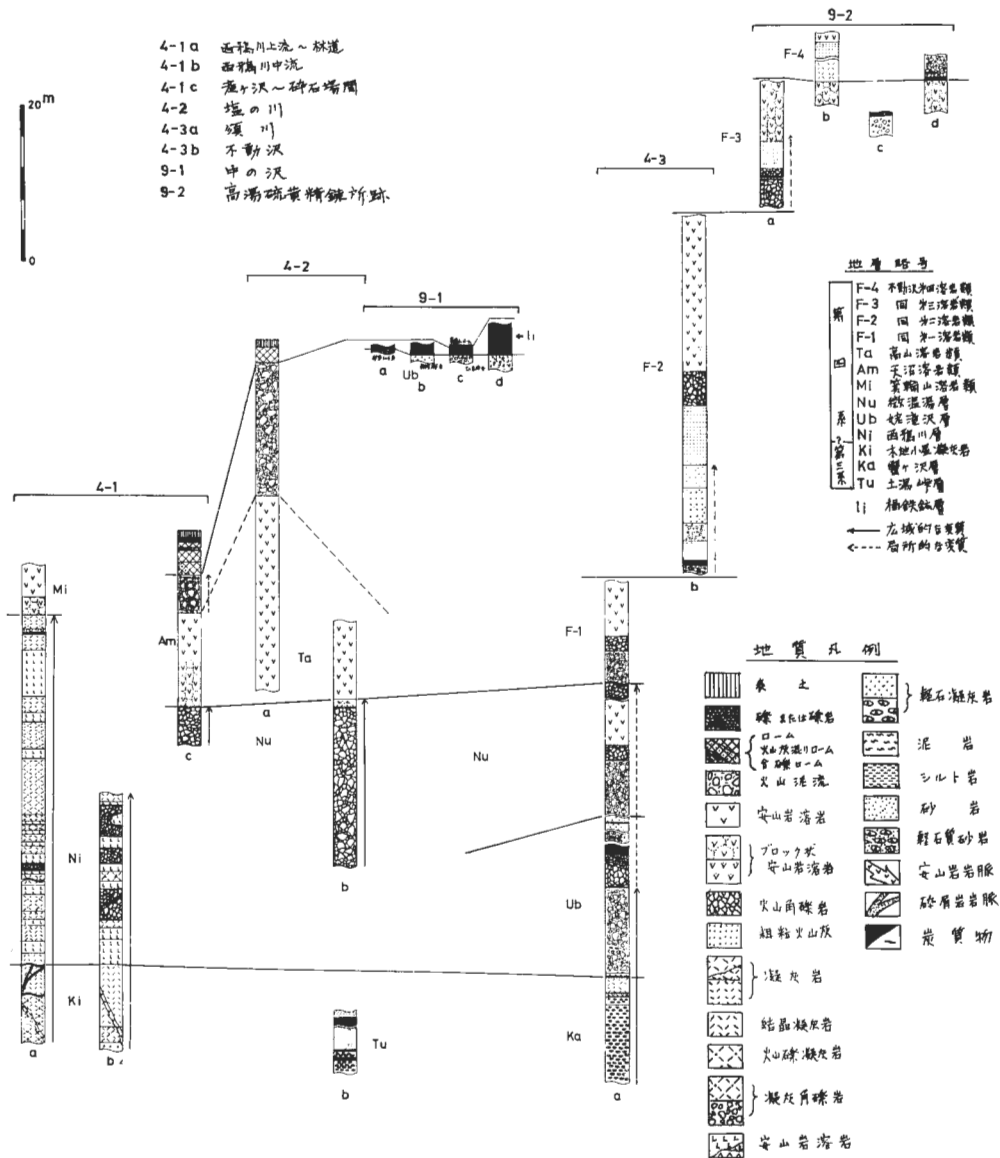 4-1 a 西鴉川上流〜林道
4-1 b 西鴉川中流
4-1 c 〜砕石場間
4-2 塩の川
4-3a 須川
4-3b 不動沢
9-1 中の沢
9-2 高湯硫黄精錬所跡
20m
0
9-2
F-4
b
c
d
F-3
a
4-3
F-2
b
4-2
9-1
li
a
Ub
b
c
d
4-1
Mi
Am
c
Ta
a
Nu
b
Nu
F-1
Ni
Ub
Ki
a
b
Tu
b
Ka
a
地層略号
第四系
?
第三系
F-4 不動沢第四溶岩類
F-3 同 第三溶岩類
F-2 同 第二溶岩類
F-1 同 第一溶岩類
Ta 高山溶岩類
Am 天沼溶岩類
Mi 箕輪山溶岩類
Nu 微温湯層
Ub 姥滝沢層
Ni 西鴉川層
Ki 木地小屋凝灰岩
Ka 蟹ヶ沢層
Tu 土湯峠層
li 褐鉄鉱層
広域的な変質
局所的な変質
地質凡例
表土
礫または礫岩
ローム
火山灰混りローム
含礫ローム
火山泥流
安山岩溶岩
ブロック状
安山岩溶岩
火山角礫岩
粗粒火山灰
凝灰岩
結晶凝灰岩
火山礫凝灰岩
凝灰角礫岩
安山岩溶岩
軽石凝灰岩
泥岩
シルト岩
砂岩
軽石質砂岩
安山岩岩脈
砕屑岩岩脈
炭質物